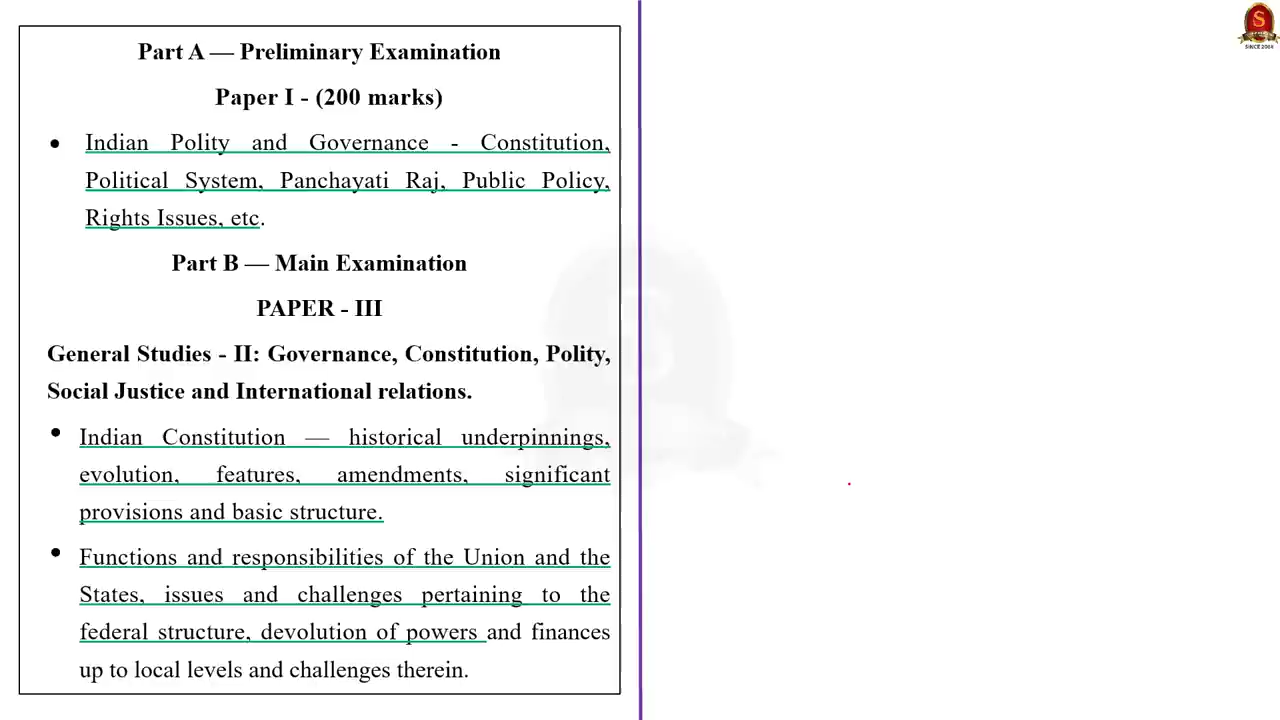 Part A — Preliminary Examination
Paper I - (200 marks)
• Indian Polity and Governance - Constitution,
Political System, Panchayati Raj, Public Policy,
Rights Issues, etc.
Part B — Main Examination
PAPER - III
General Studies - II: Governance, Constitution, Polity,
Social Justice and International relations.
• Indian Constitution — historical underpinnings,
evolution, features, amendments, significant
provisions and basic structure.
• Functions and responsibilities of the Union and the
States, issues and challenges pertaining to the
federal structure, devolution of powers and finances
up to local levels and challenges therein.
S
SINCE 2004